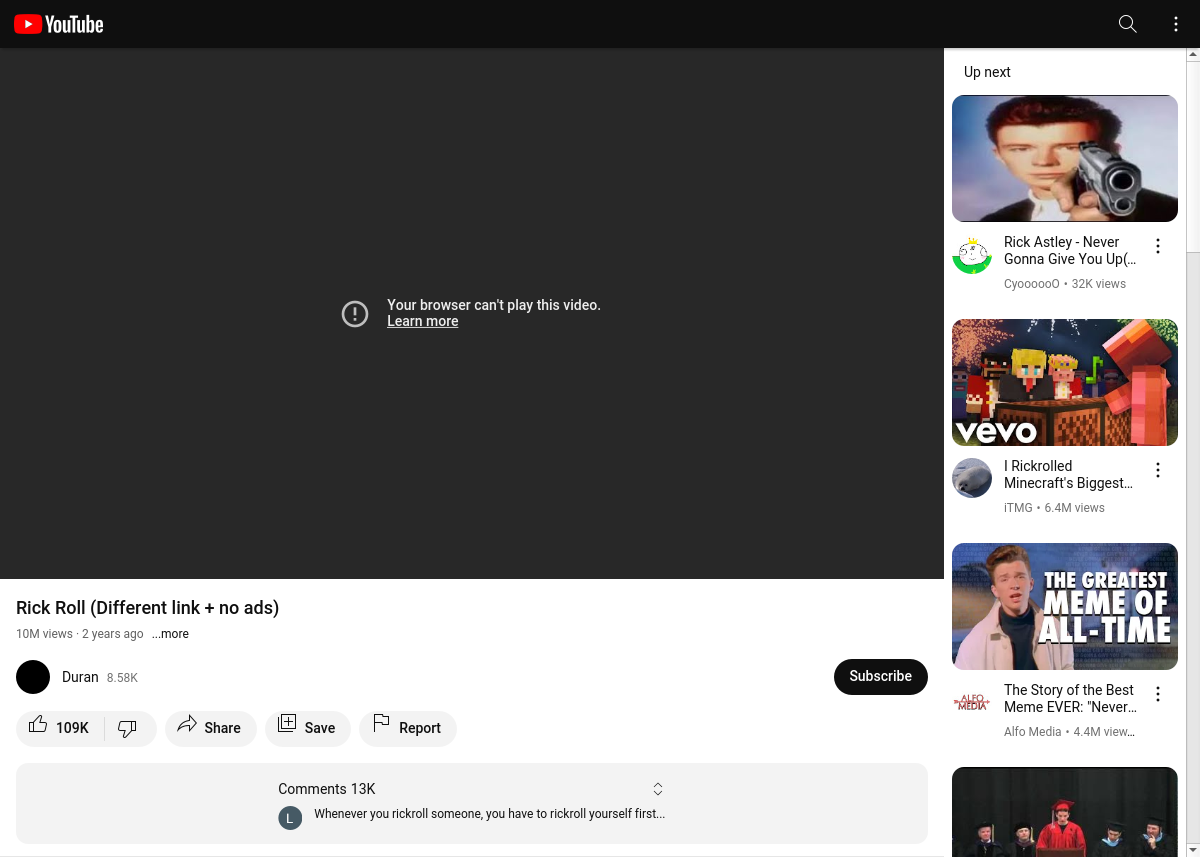 YouTube
Up next
Your browser can't play this video.
Learn more
Rick Astley - Never
Gonna Give You Up(…
CyoooooO • 32K views
vevo
I Rickrolled
Minecraft's Biggest…
iTMG • 6.4M views
THE GREATEST
MEME OF
ALL-TIME
ALFO
MEDIA
The Story of the Best
Meme EVER: "Never…
Alfo Media • 4.4M view…
Rick Roll (Different link + no ads)
10M views · 2 years ago ...more
Duran 8.58K
Subscribe
109K
Share
Save
Report
Comments 13K
L
Whenever you rickroll someone, you have to rickroll yourself first...